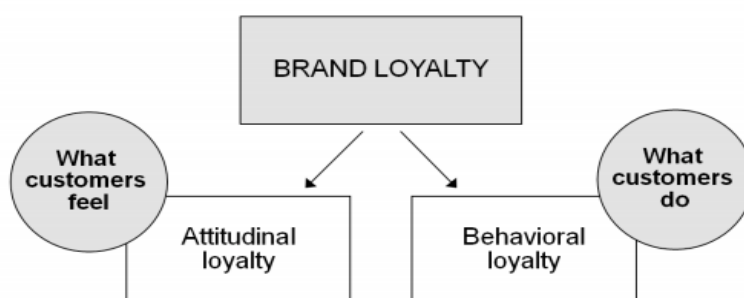 BRAND LOYALTY
What
customers
feel
What
customers
do
Attitudinal
loyalty
Behavioral
loyalty